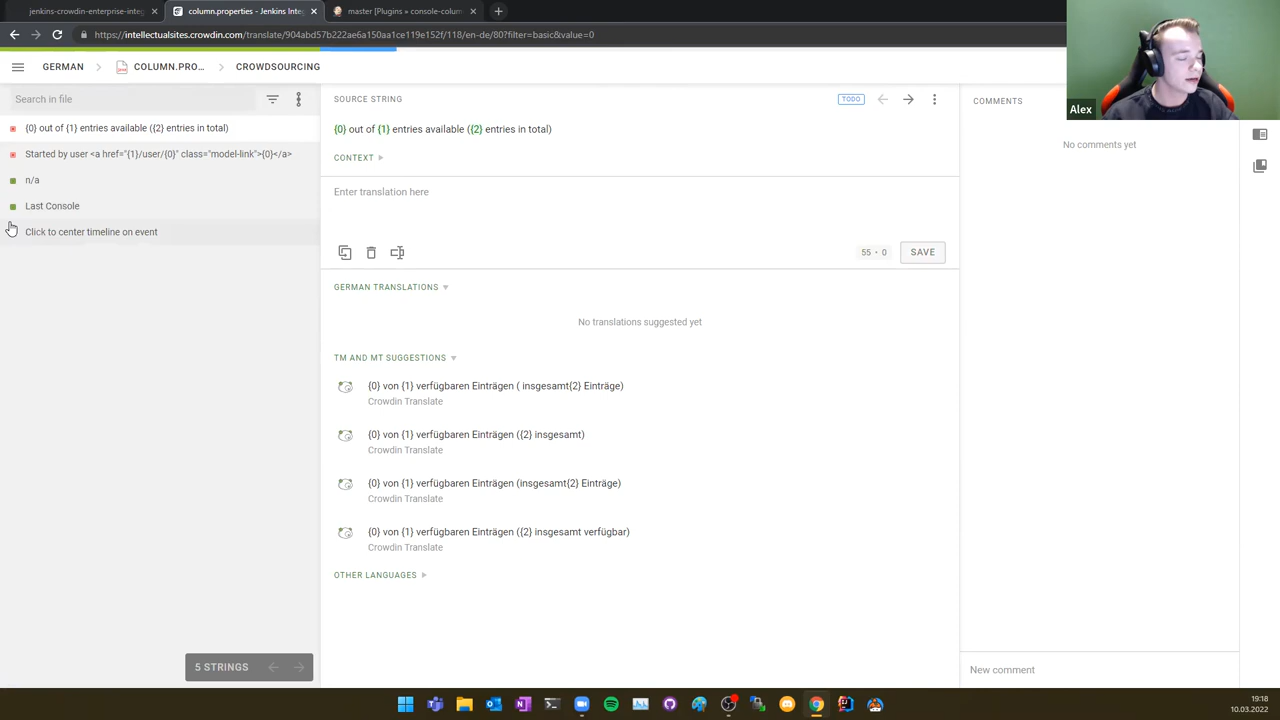 jenkins-crowdin-enterprise-integ
column.properties - Jenkins Integ
master [Plugins » console-colum
https://intellectualsites.crowdin.com/translate/904abd57b222ae6a150aa1ce119e152f/118/en-de/80?filter=basic&value=0
GERMAN
COLUMN.PRO...
CROWDSOURCING
Alex
Search in file
{0} out of {1} entries available ({2} entries in total)
Started by user <a href="{1}/user/{0}" class="model-link">{0}</a>
n/a
Last Console
Click to center timeline on event
5 STRINGS
SOURCE STRING
TODO
{0} out of {1} entries available ({2} entries in total)
CONTEXT
Enter translation here
55 • 0
SAVE
GERMAN TRANSLATIONS
No translations suggested yet
TM AND MT SUGGESTIONS
{0} von {1} verfügbaren Einträgen ( insgesamt{2} Einträge)
Crowdin Translate
{0} von {1} verfügbaren Einträgen ({2} insgesamt)
Crowdin Translate
{0} von {1} verfügbaren Einträgen (insgesamt{2} Einträge)
Crowdin Translate
{0} von {1} verfügbaren Einträgen ({2} insgesamt verfügbar)
Crowdin Translate
OTHER LANGUAGES
COMMENTS
No comments yet
New comment
19:18
10.03.2022